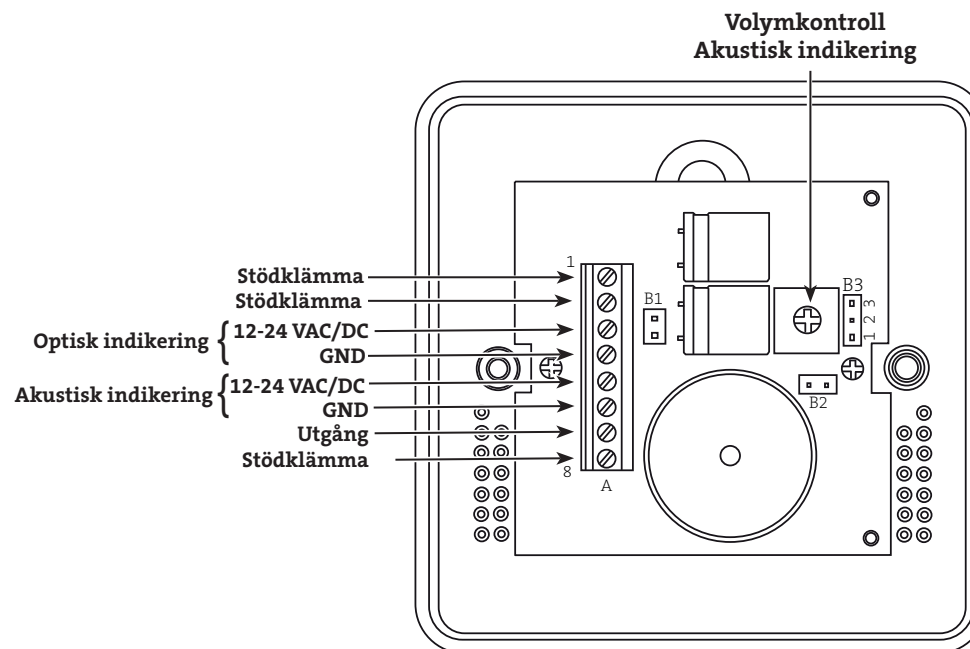 Volymkontroll
Akustisk indikering
1
Stödklämma
Stödklämma
Optisk indikering { 12-24 VAC/DC
GND
Akustisk indikering { 12-24 VAC/DC
GND
Utgång
Stödklämma
8
A
B1
B3
1 2 3
B2